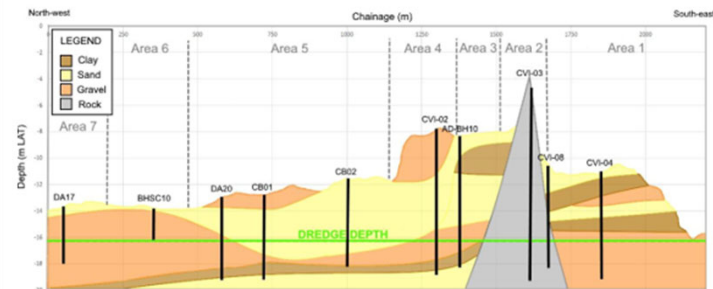 North-west
Chainage (m)
South-east
0 250 500 750 1000 1250 1500 1750 2000
LEGEND
Clay
Sand
Gravel
Rock
Area 7
Area 6
Area 5
Area 4
Area 3
Area 2
Area 1
Depth (m LAT)
0
-2
-4
-6
-8
-10
-12
-14
-16
-18
CVI-03
CVI-02
AD-BH10
CVI-08
CVI-04
CB02
DA20
CB01
DA17
BHSC10
DREDGE DEPTH